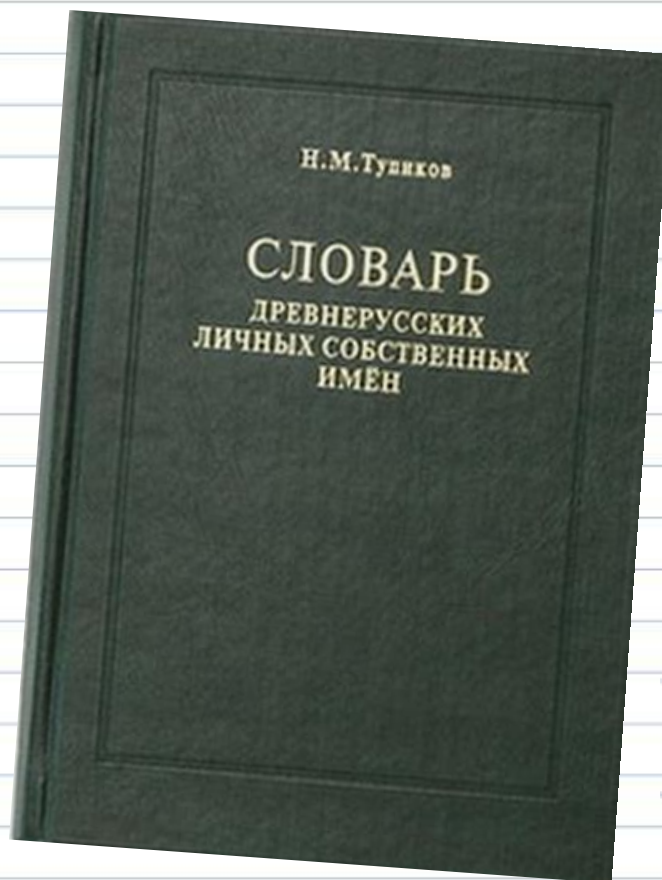 Н.М.Тупиков
СЛОВАРЬ
ДРЕВНЕРУССКИХ
ЛИЧНЫХ СОБСТВЕННЫХ
ИМЁН